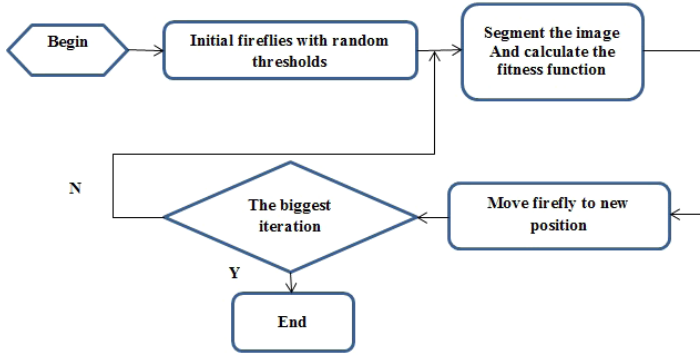 Begin
Initial fireflies with random
thresholds
Segment the image
And calculate the
fitness function
N
The biggest
iteration
Move firefly to new
position
Y
End